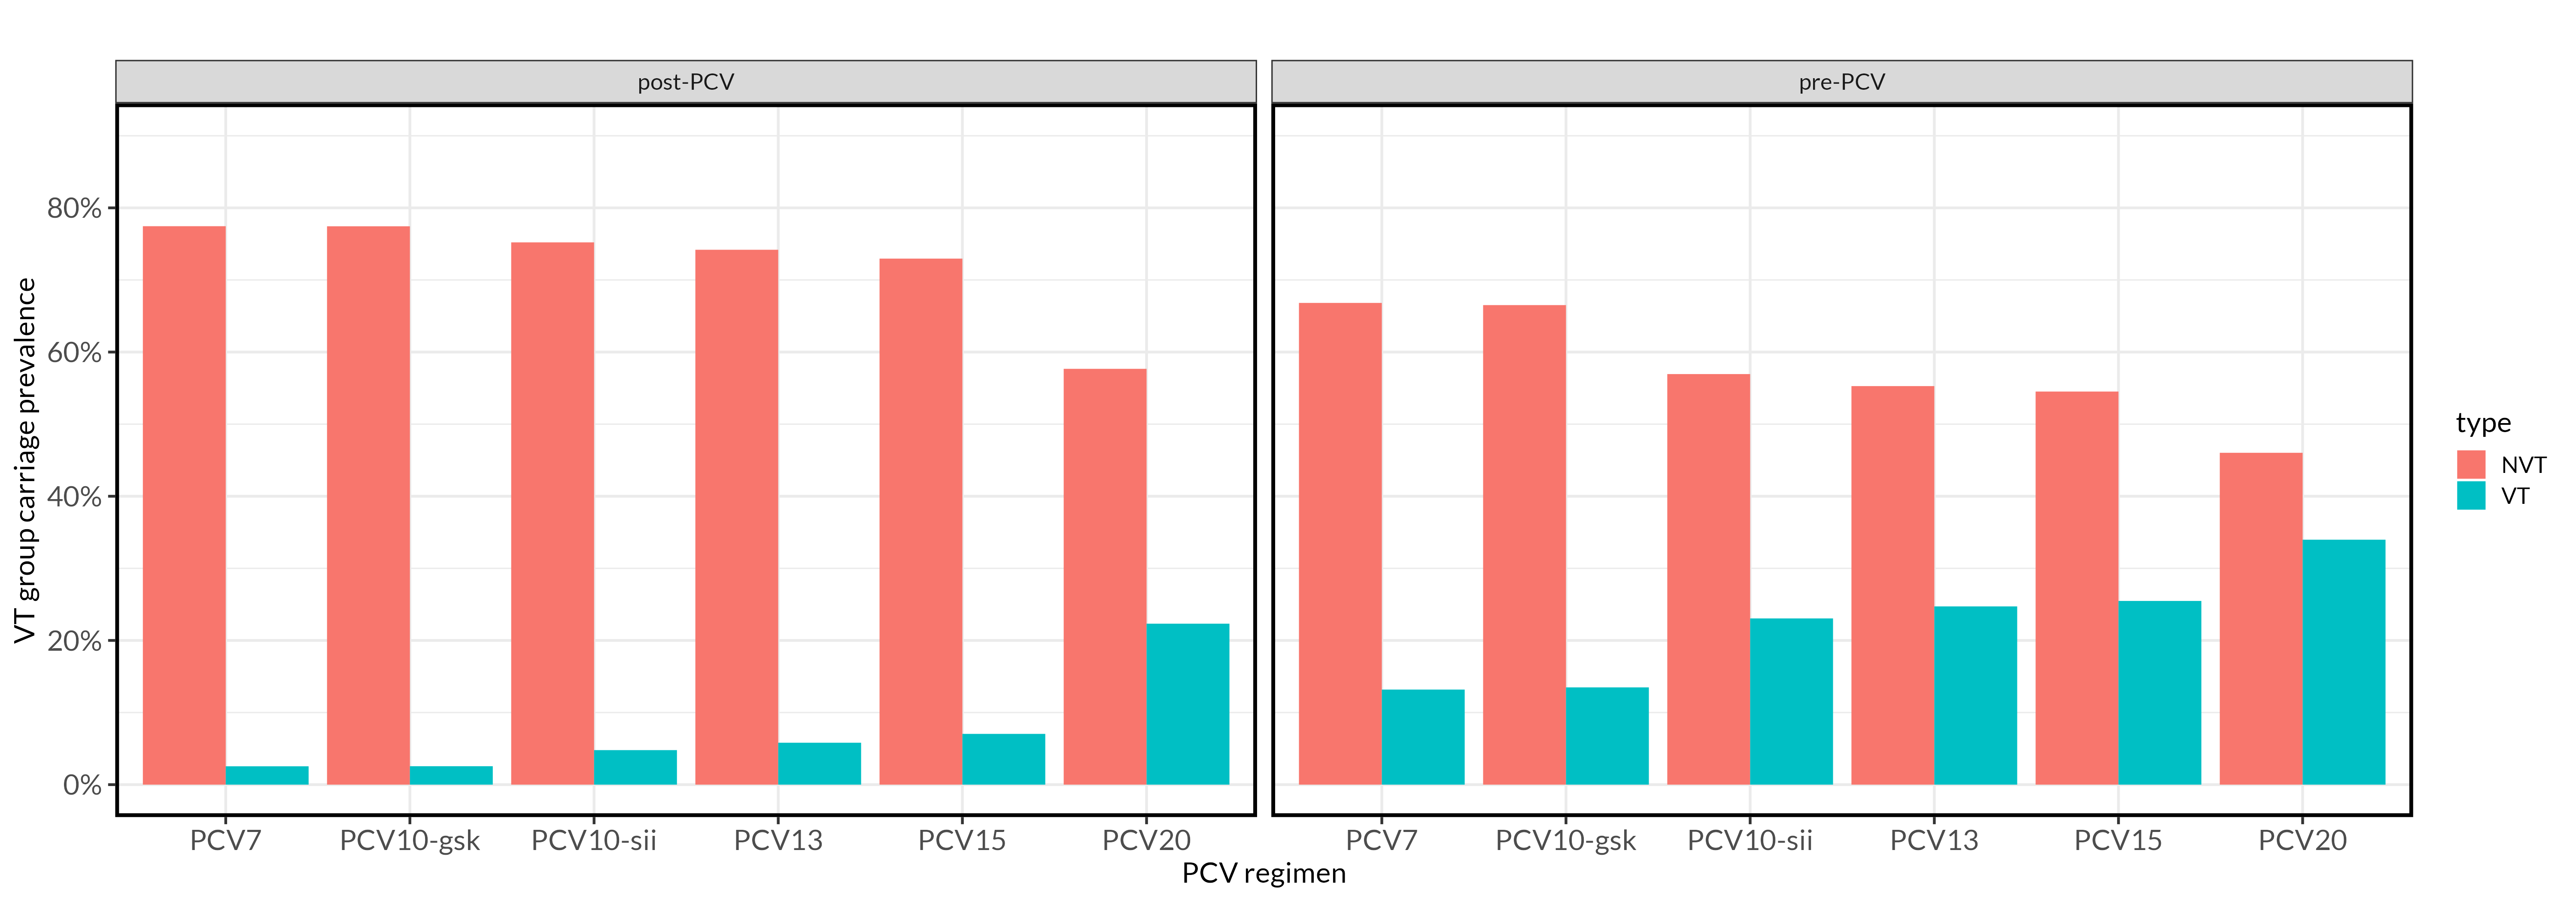 post-PCV
pre-PCV
VT group carriage prevalence
80%
60%
40%
20%
0%
PCV7 PCV10-gsk PCV10-sii PCV13 PCV15 PCV20
PCV7 PCV10-gsk PCV10-sii PCV13 PCV15 PCV20
PCV regimen
type
NVT
VT